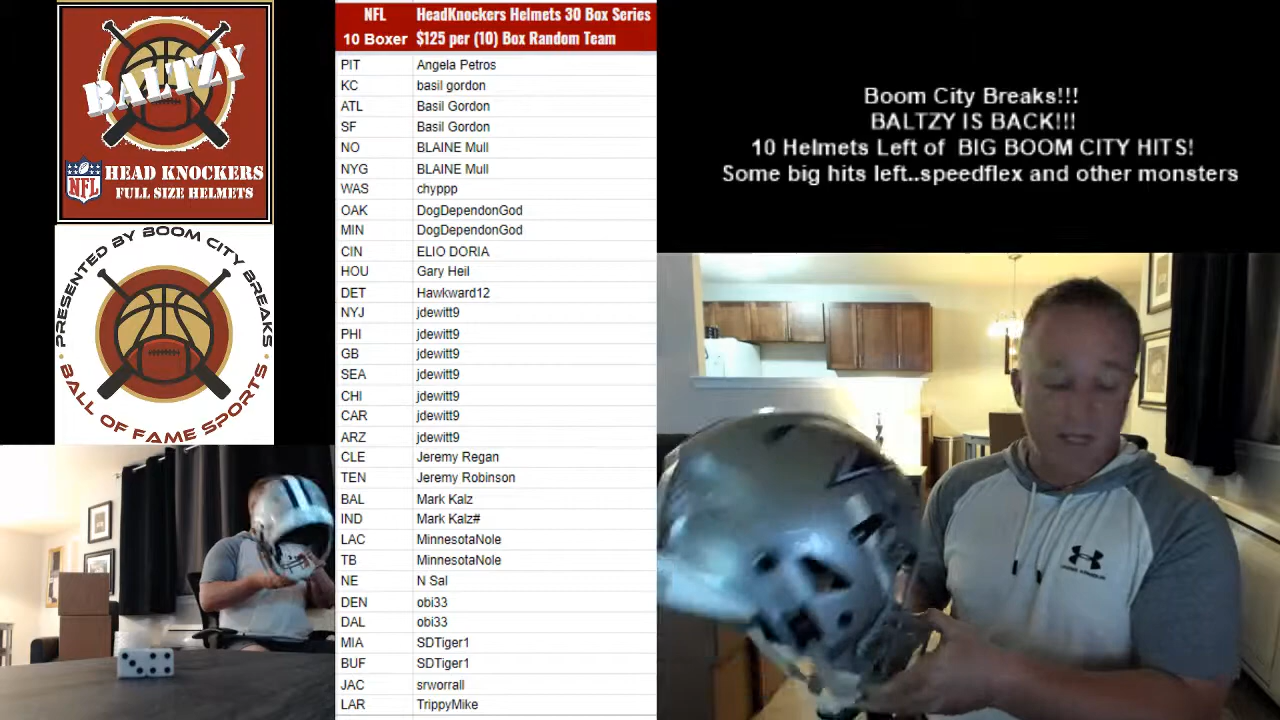 BALTZY
NFL
HEAD KNOCKERS
FULL SIZE HELMETS
PRESENTED BY BOOM CITY BREAKS
BALL OF FAME SPORTS
NFL HeadKnockers Helmets 30 Box Series
10 Boxer $125 per (10) Box Random Team
PIT Angela Petros
KC basil gordon
ATL Basil Gordon
SF Basil Gordon
NO BLAINE Mull
NYG BLAINE Mull
WAS chyppp
OAK DogDependonGod
MIN DogDependonGod
CIN ELIO DORIA
HOU Gary Heil
DET Hawkward12
NYJ jdewitt9
PHI jdewitt9
GB jdewitt9
SEA jdewitt9
CHI jdewitt9
CAR jdewitt9
ARZ jdewitt9
CLE Jeremy Regan
TEN Jeremy Robinson
BAL Mark Kalz
IND Mark Kalz#
LAC MinnesotaNole
TB MinnesotaNole
NE N Sal
DEN obi33
DAL obi33
MIA SDTiger1
BUF SDTiger1
JAC srworrall
LAR TrippyMike
Boom City Breaks!!!
BALTZY IS BACK!!!
10 Helmets Left of BIG BOOM CITY HITS!
Some big hits left..speedflex and other monsters
UNDER ARMOUR